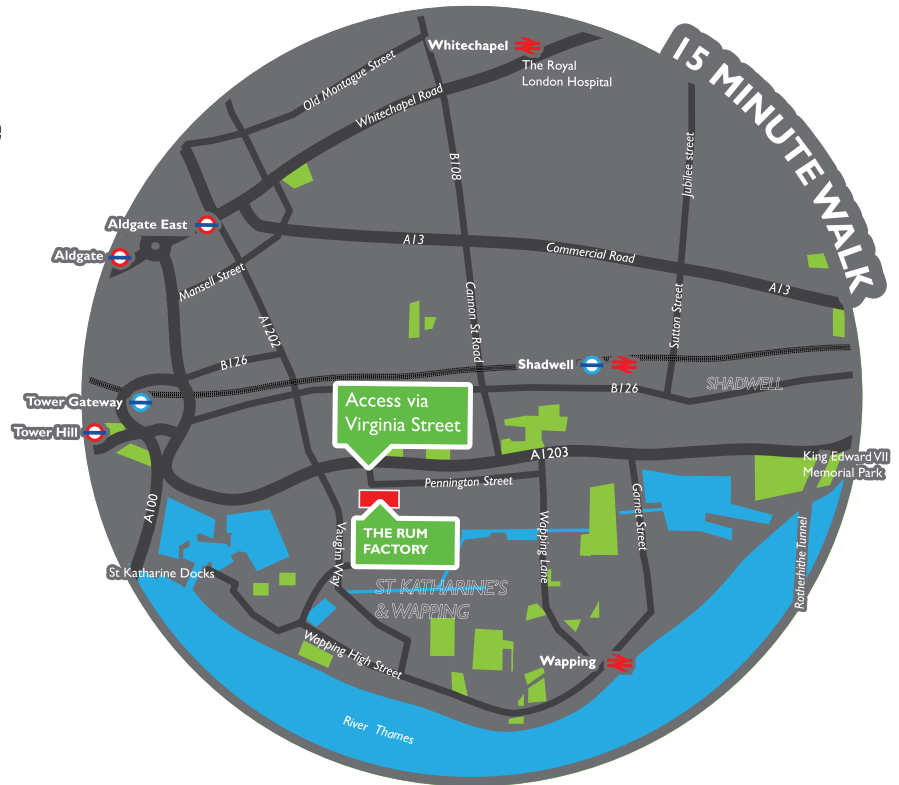 15 MINUTE WALK
Whitechapel
The Royal
London Hospital
Old Montague Street
Whitechapel Road
B108
Jubilee street
Aldgate East
Aldgate
A13
Commercial Road
A13
Mansell Street
A1202
Cannon St Road
Sutton Street
B126
Shadwell
B126
SHADWELL
Tower Gateway
Tower Hill
Access via
Virginia Street
A1203
King Edward VII
Memorial Park
Pennington Street
A100
THE RUM
FACTORY
Vaughn Way
Wapping Lane
Garnet Street
Rotherhithe Tunnel
St Katharine Docks
ST KATHARINE'S
& WAPPING
Wapping High Street
Wapping
River Thames